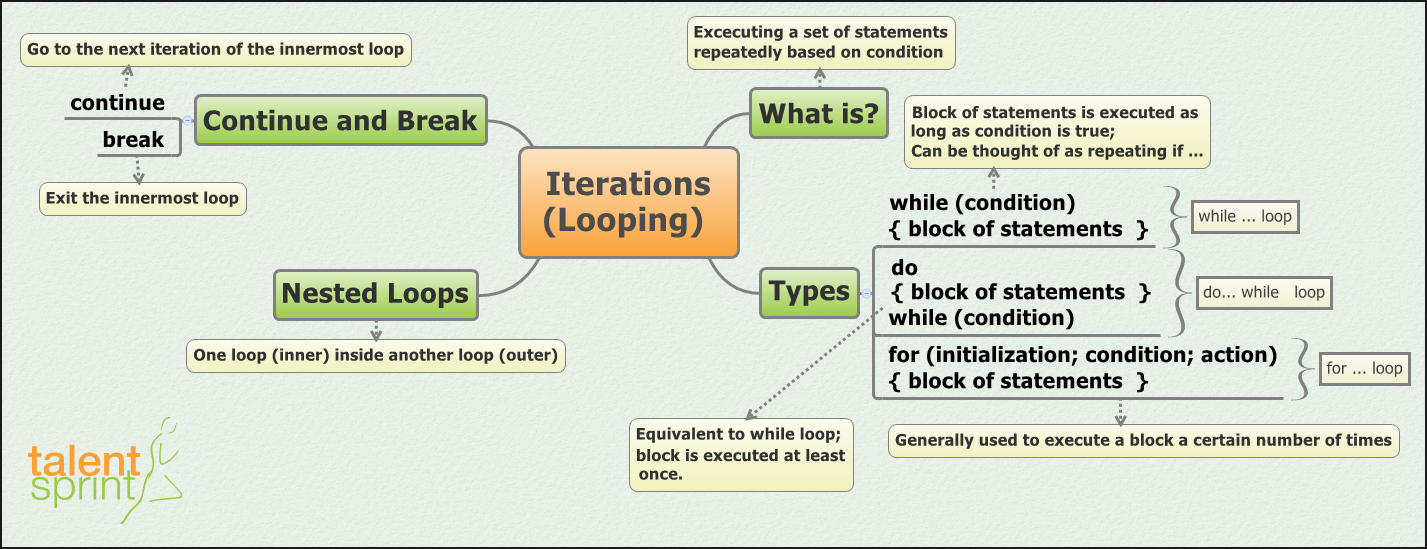 Go to the next iteration of the innermost loop
continue
break
Exit the innermost loop
Continue and Break
Excecuting a set of statements
repeatedly based on condition
What is?
Iterations
(Looping)
Nested Loops
One loop (inner) inside another loop (outer)
Types
Block of statements is executed as
long as condition is true;
Can be thought of as repeating if ...
while (condition)
{ block of statements }
while ... loop
do
{ block of statements }
while (condition)
do... while loop
for (initialization; condition; action)
{ block of statements }
for ... loop
Equivalent to while loop;
block is executed at least
once.
Generally used to execute a block a certain number of times
talent
sprint